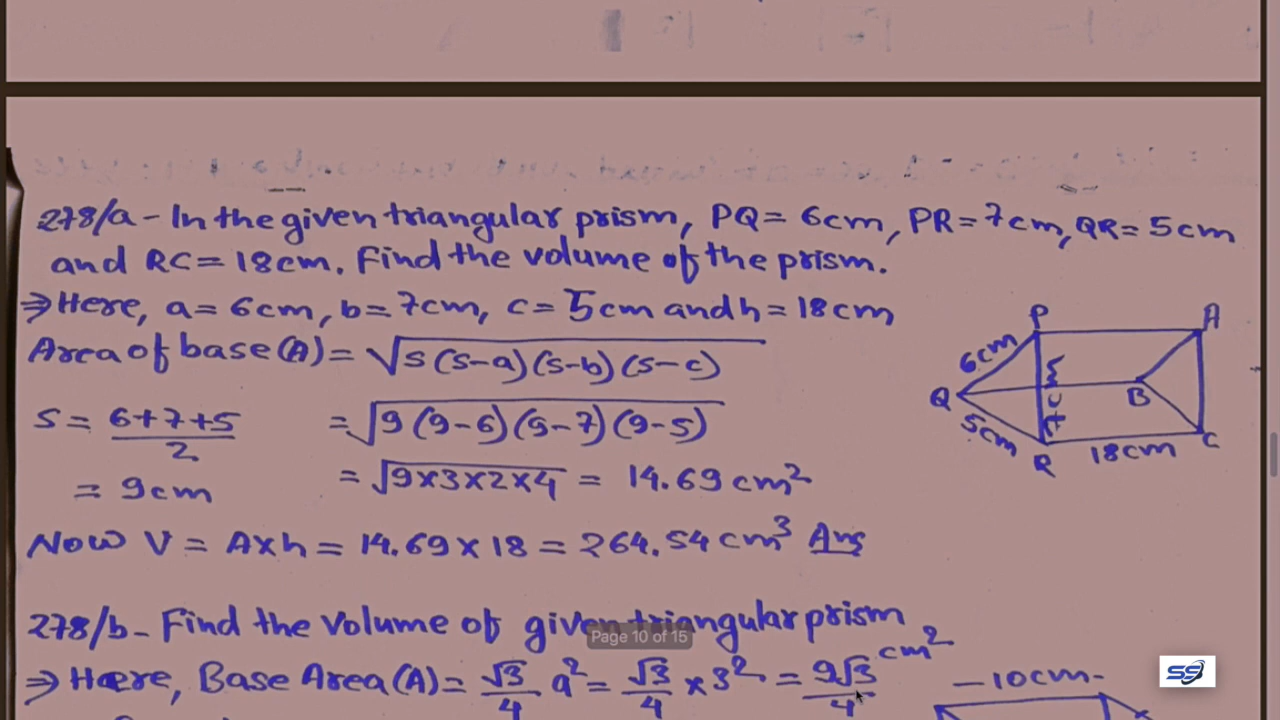 278/a - In the given triangular prism, PQ = 6cm, PR = 7cm, QR = 5cm
and RC = 18cm. Find the volume of the prism.
⇒ Here, a = 6cm, b = 7cm, c = 5cm and h = 18cm
Area of base (A) = √s(s-a)(s-b)(s-c)
S = 6+7+5/2 = √9(9-6)(9-7)(9-5)
= 9cm = √9×3×2×4 = 14.69 cm²
Now V = A×h = 14.69 × 18 = 264.54 cm³ Ans
P
A
6cm
7cm
Q
B
5cm
R
18cm
C
278/b - Find the volume of given triangular prism
Page 10 of 15
⇒ Here, Base Area (A) = √3/4 a² = √3/4 × 3² = 9√3/4 cm²
-10cm-
SS